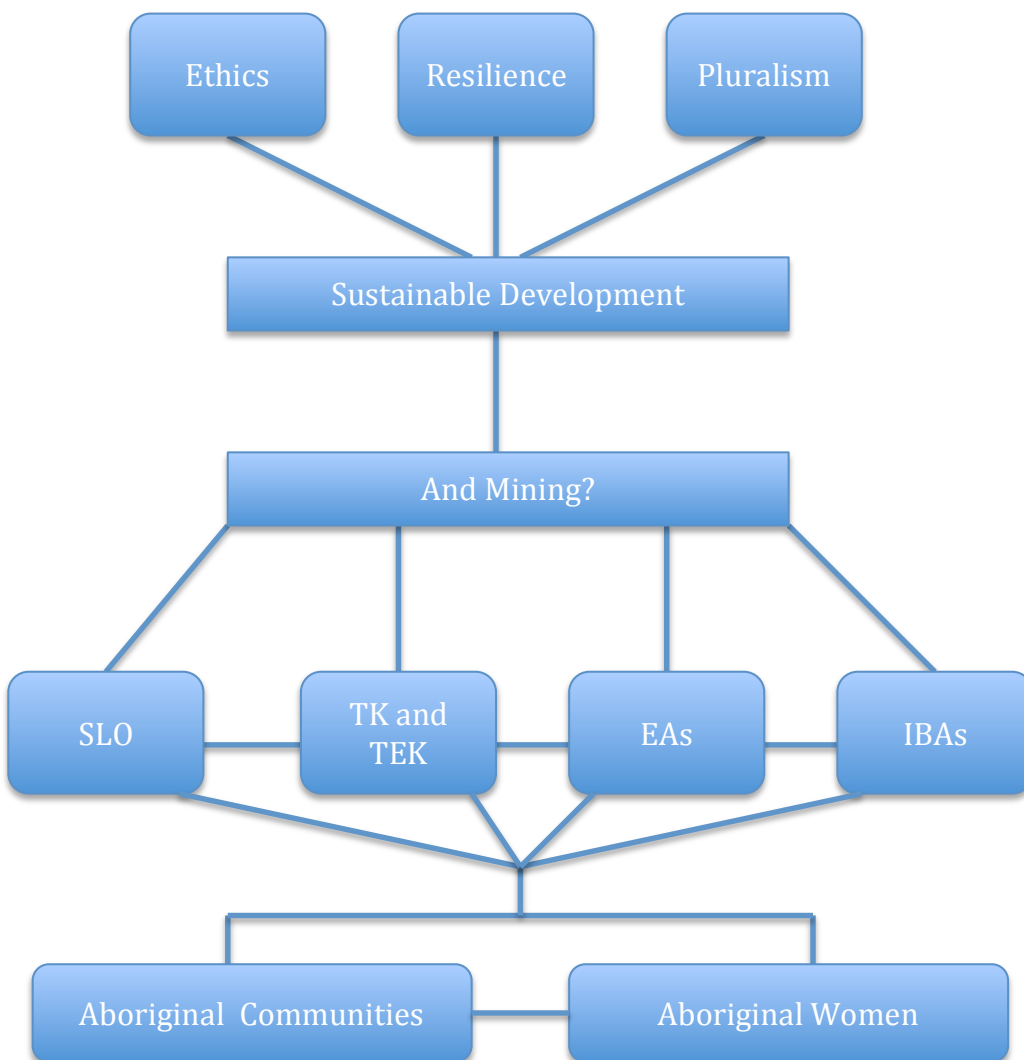 Ethics
Resilience
Pluralism
Sustainable Development
And Mining?
SLO
TK and
TEK
EAs
IBAs
Aboriginal Communities
Aboriginal Women